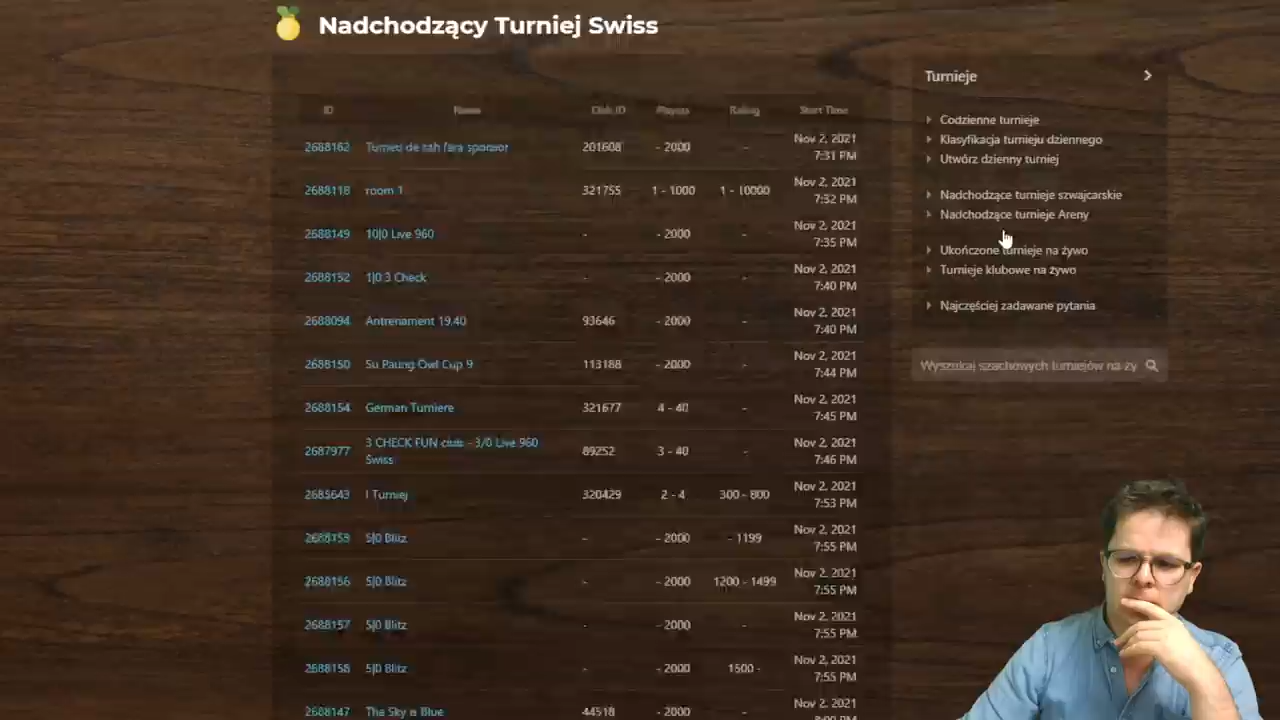 Nadchodzący Turniej Swiss
ID Name Club ID Players Rating Start Time
2688162 Turneu de sah fara sponsor 201608 - 2000 - Nov 2, 2021 7:31 PM
2688118 room 1 321755 1 - 1000 1 - 10000 Nov 2, 2021 7:32 PM
2688149 10|0 Live 960 - - 2000 - Nov 2, 2021 7:35 PM
2688152 1|0 3 Check - - 2000 - Nov 2, 2021 7:40 PM
2688094 Antrenament 19.40 93646 - 2000 - Nov 2, 2021 7:40 PM
2688150 Su Paung Owl Cup 9 113188 - 2000 - Nov 2, 2021 7:44 PM
2688154 German Turniere 321677 4 - 40 - Nov 2, 2021 7:45 PM
2687977 3 CHECK FUN club - 3/0 Live 960 Swiss 89252 3 - 40 - Nov 2, 2021 7:46 PM
2685643 I Turniej 320429 2 - 4 300 - 800 Nov 2, 2021 7:53 PM
5|0 Blitz - - 2000 - 1199 Nov 2, 2021 7:55 PM
2688156 5|0 Blitz - - 2000 1200 - 1499 Nov 2, 2021 7:55 PM
2688157 5|0 Blitz - - 2000 - Nov 2, 2021 7:55 PM
2688158 5|0 Blitz - - 2000 1500 - Nov 2, 2021 7:55 PM
2688147 The Sky is Blue 44518 - 2000 -
Turnieje
Codzienne turnieje
Klasyfikacja turnieju dziennego
Utwórz dzienny turniej
Nadchodzące turnieje szwajcarskie
Nadchodzące turnieje Areny
Ukończone turnieje na żywo
Turnieje klubowe na żywo
Najczęściej zadawane pytania
Wyszukaj szachowych turniejów na ży